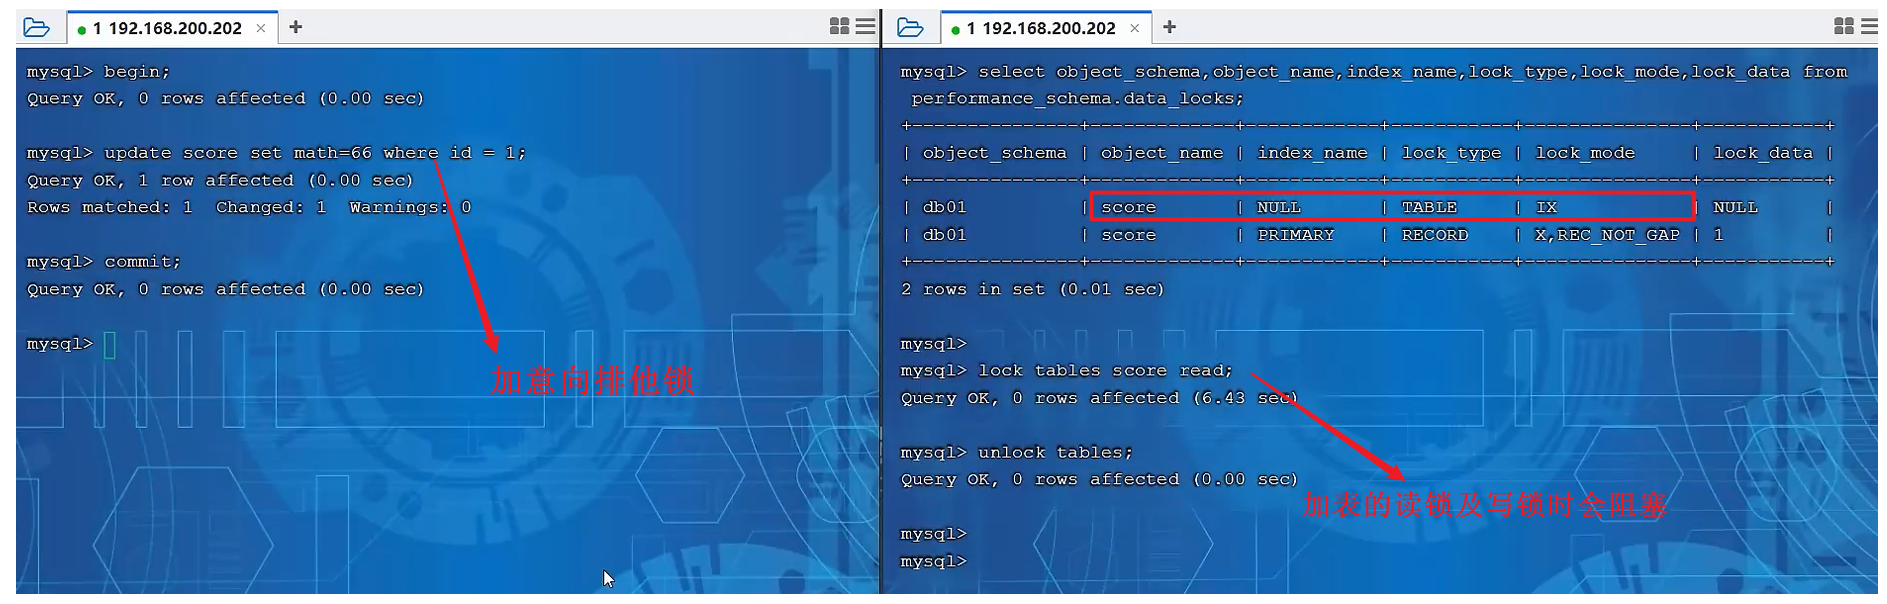 1 192.168.200.202 × +
mysql> begin;
Query OK, 0 rows affected (0.00 sec)
mysql> update score set math=66 where id = 1;
Query OK, 1 row affected (0.00 sec)
Rows matched: 1  Changed: 1  Warnings: 0
mysql> commit;
Query OK, 0 rows affected (0.00 sec)
mysql>
加意向排他锁
1 192.168.200.202 × +
mysql> select object_schema,object_name,index_name,lock_type,lock_mode,lock_data from
performance_schema.data_locks;
+---------------+-------------+------------+-----------+---------------+-----------+
| object_schema | object_name | index_name | lock_type | lock_mode     | lock_data |
+---------------+-------------+------------+-----------+---------------+-----------+
| db01          | score       | NULL       | TABLE     | IX            | NULL      |
| db01          | score       | PRIMARY    | RECORD    | X,REC_NOT_GAP | 1         |
+---------------+-------------+------------+-----------+---------------+-----------+
2 rows in set (0.01 sec)
mysql>
mysql> lock tables score read;
Query OK, 0 rows affected (6.43 sec)
mysql> unlock tables;
Query OK, 0 rows affected (0.00 sec)
加表的读锁及写锁时会阻塞
mysql>
mysql>